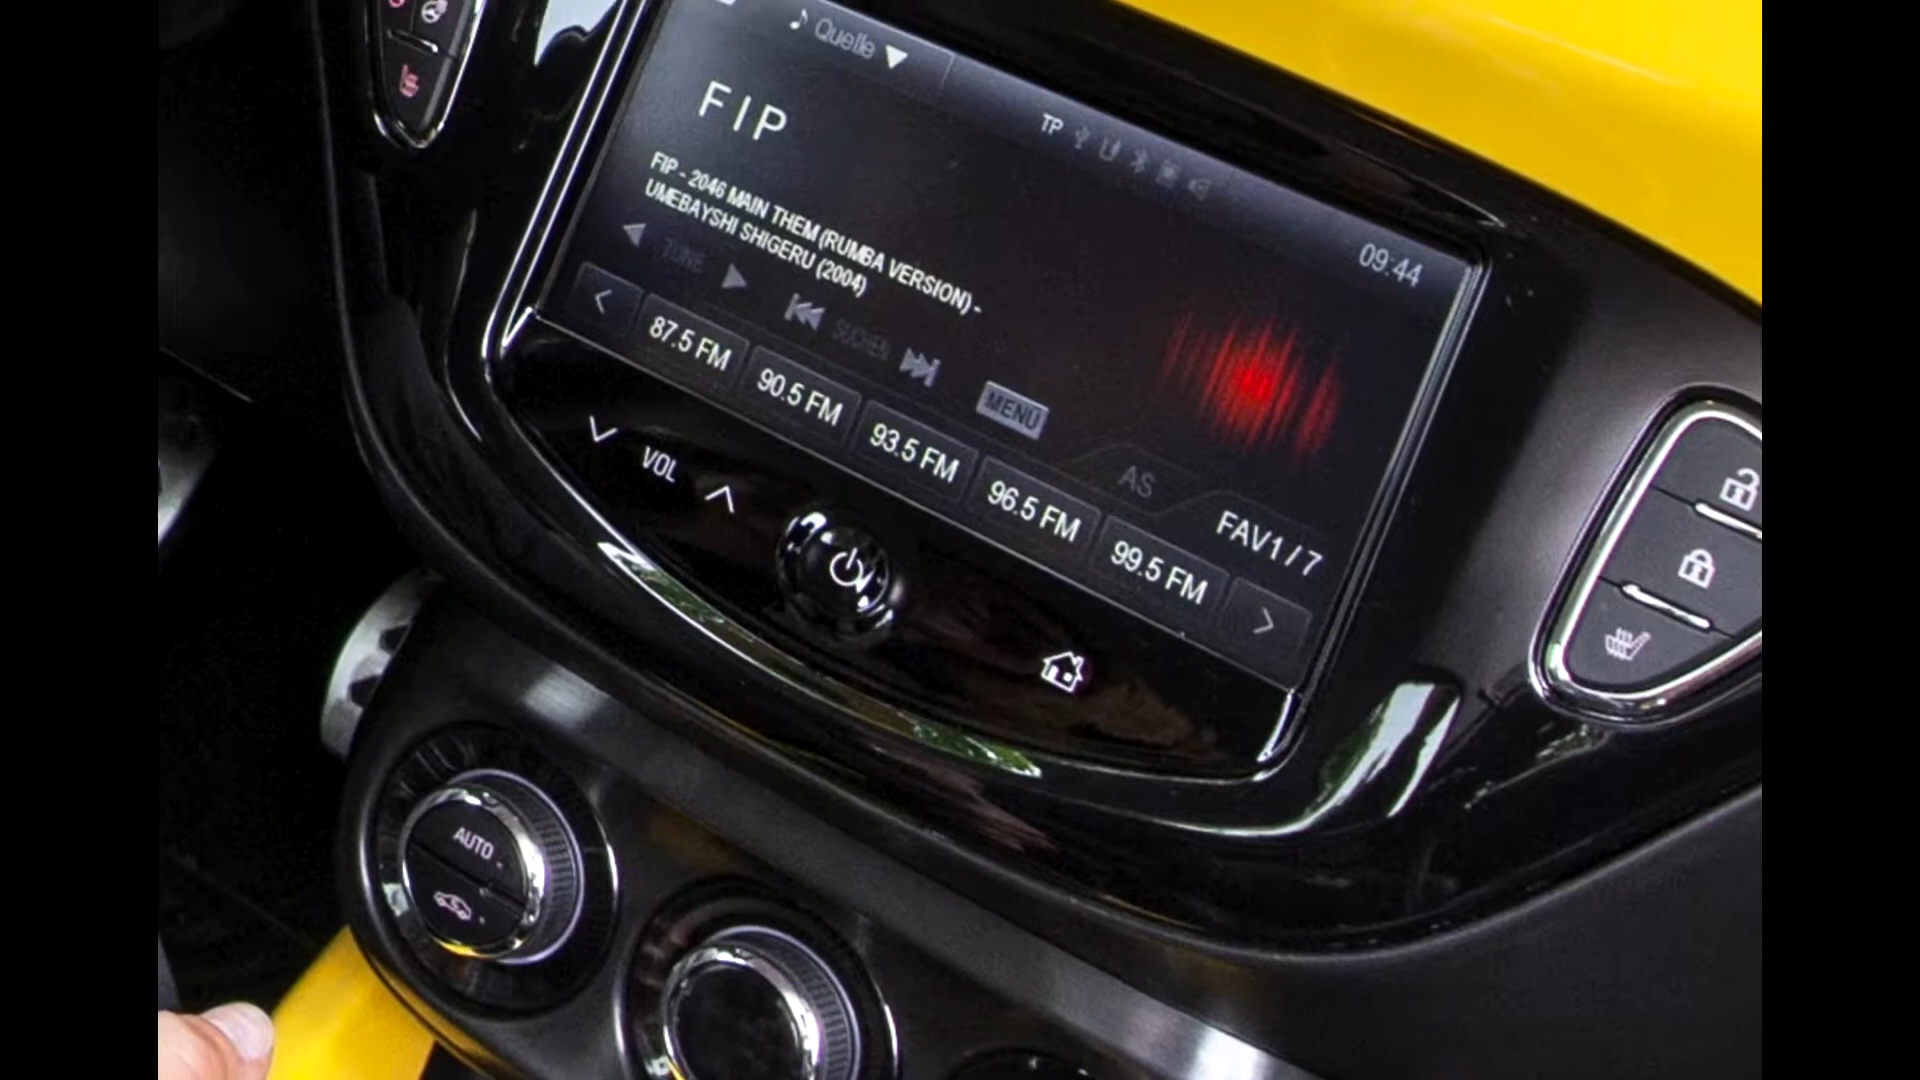 Quelle
FIP
TP
FIP - 2046 MAIN THEM (RUMBA VERSION) -
UMEBAYSHI SHIGERU (2004)
09:44
TUNE
SUCHEN
MENÜ
87.5 FM
90.5 FM
93.5 FM
96.5 FM
99.5 FM
AS
FAV1 / 7
VOL
AUTO